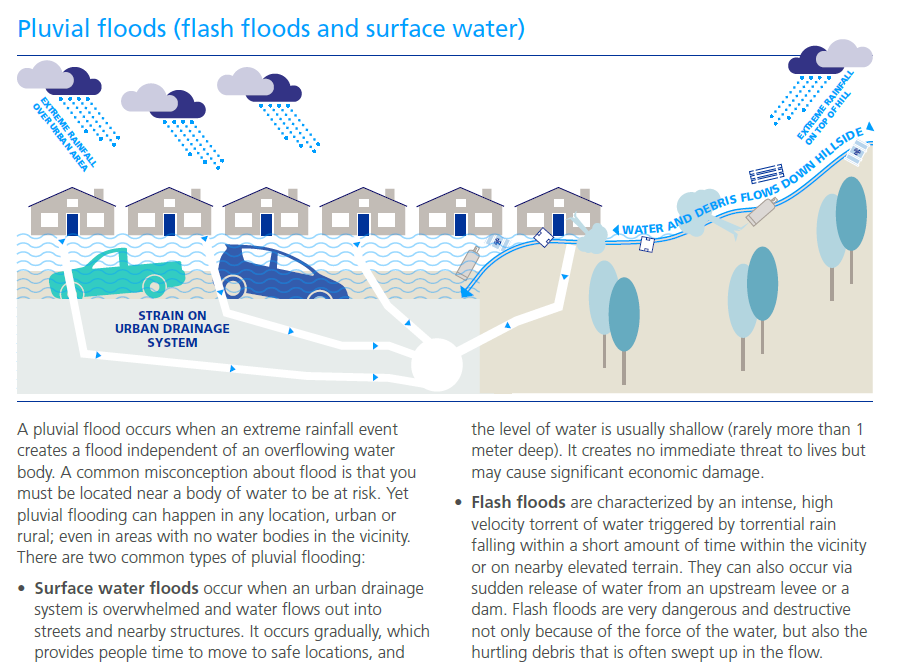 Pluvial floods (flash floods and surface water)
EXTREME RAINFALL
OVER URBAN AREA
EXTREME RAINFALL
ON TOP OF HILL
WATER AND DEBRIS FLOWS DOWN HILLSIDE
STRAIN ON
URBAN DRAINAGE
SYSTEM
A pluvial flood occurs when an extreme rainfall event
creates a flood independent of an overflowing water
body. A common misconception about flood is that you
must be located near a body of water to be at risk. Yet
pluvial flooding can happen in any location, urban or
rural; even in areas with no water bodies in the vicinity.
There are two common types of pluvial flooding:
• Surface water floods occur when an urban drainage
system is overwhelmed and water flows out into
streets and nearby structures. It occurs gradually, which
provides people time to move to safe locations, and
the level of water is usually shallow (rarely more than 1
meter deep). It creates no immediate threat to lives but
may cause significant economic damage.
• Flash floods are characterized by an intense, high
velocity torrent of water triggered by torrential rain
falling within a short amount of time within the vicinity
or on nearby elevated terrain. They can also occur via
sudden release of water from an upstream levee or a
dam. Flash floods are very dangerous and destructive
not only because of the force of the water, but also the
hurtling debris that is often swept up in the flow.